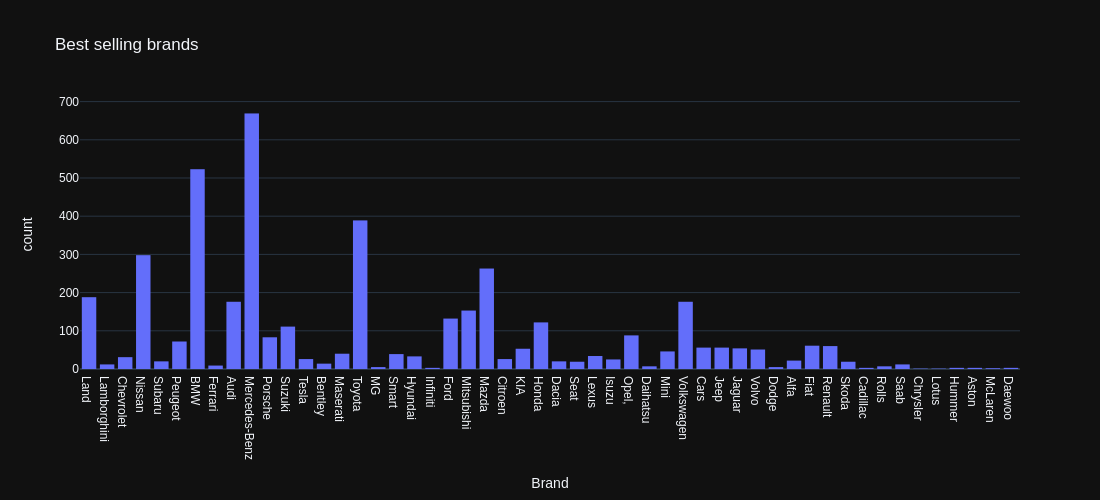 Best selling brands
700
600
500
400
300
200
100
0
count
Land
Lamborghini
Chevrolet
Nissan
Subaru
Peugeot
BMW
Ferrari
Audi
Mercedes-Benz
Porsche
Suzuki
Tesla
Bentley
Maserati
Toyota
MG
Smart
Hyundai
Infiniti
Ford
Mitsubishi
Mazda
Citroen
KIA
Honda
Dacia
Seat
Lexus
Isuzu
Opel,
Daihatsu
Mini
Volkswagen
Cars
Jeep
Jaguar
Volvo
Dodge
Alfa
Fiat
Renault
Skoda
Cadillac
Rolls
Saab
Chrysler
Lotus
Hummer
Aston
McLaren
Daewoo
Brand